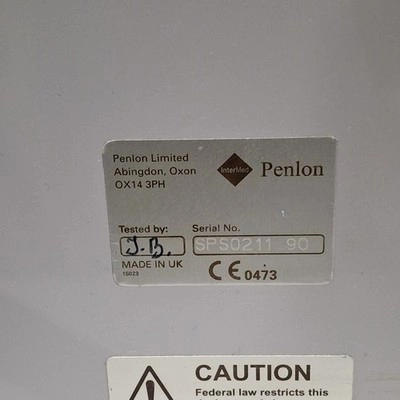 Penlon Limited
Abingdon, Oxon
OX14 3PH
InterMed
Penlon
Tested by:
J.B.
MADE IN UK
15023
Serial No.
SPS0211 90
CE 0473
CAUTION
Federal law restricts this